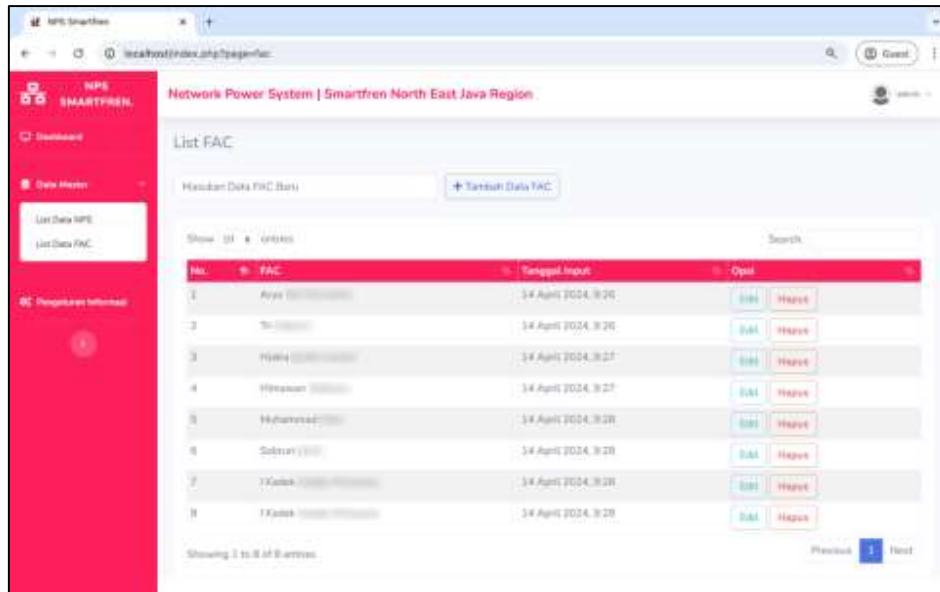 NPS Smartfren
localhost/index.php?page=fac
Guest
NPS
SMARTFREN.
Network Power System | Smartfren North East Java Region
admin
Dashboard
List FAC
Data Master
Masukan Data FAC Baru
+ Tambah Data FAC
List Data NPS
List Data FAC
Show 10 entries
Search:
No. FAC Tanggal Input Opsi
Pengaturan Informasi
1 14 April 2024, 9:26 Edit Hapus
2 Tri 14 April 2024, 9:26 Edit Hapus
3 14 April 2024, 9:27 Edit Hapus
4 Himawan 14 April 2024, 9:27 Edit Hapus
5 Muhammad 14 April 2024, 9:28 Edit Hapus
6 14 April 2024, 9:28 Edit Hapus
7 I Kadek 14 April 2024, 9:28 Edit Hapus
8 I Kadek 14 April 2024, 9:28 Edit Hapus
Showing 1 to 8 of 8 entries
Previous 1 Next